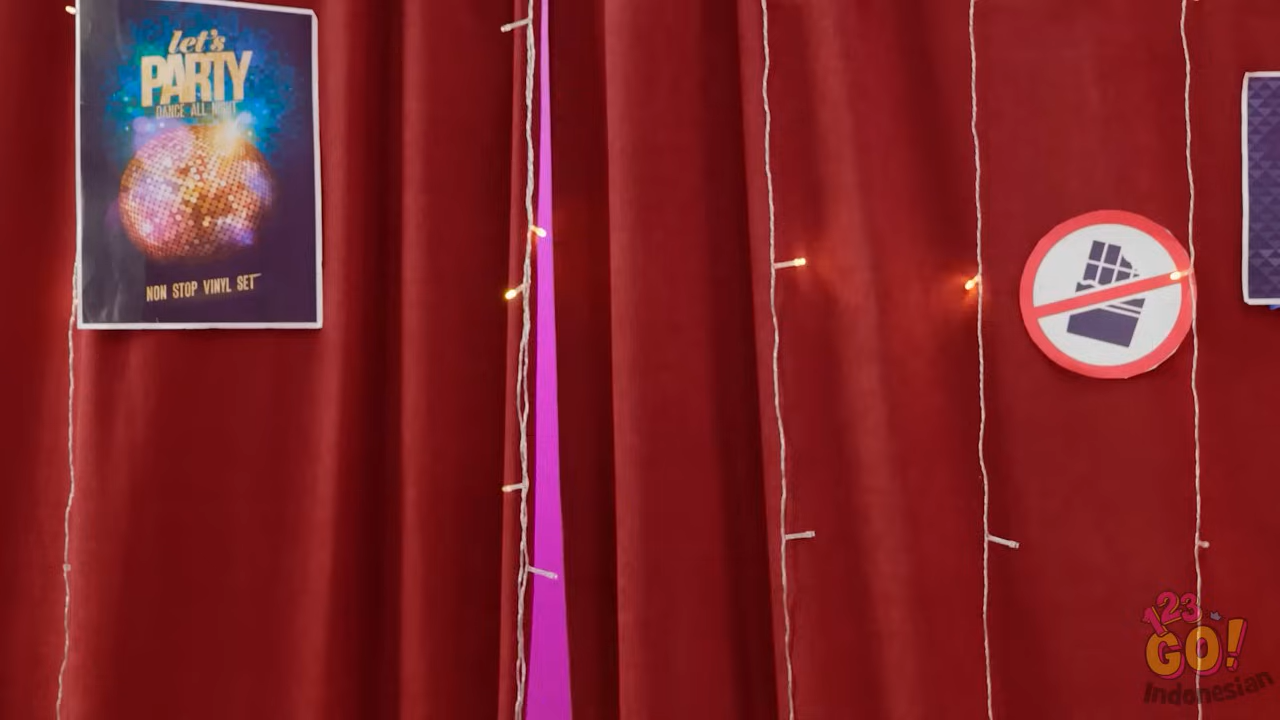 let's
PARTY
DANCE ALL NIGHT
NON STOP VINYL SET
123
GO!
Indonesian